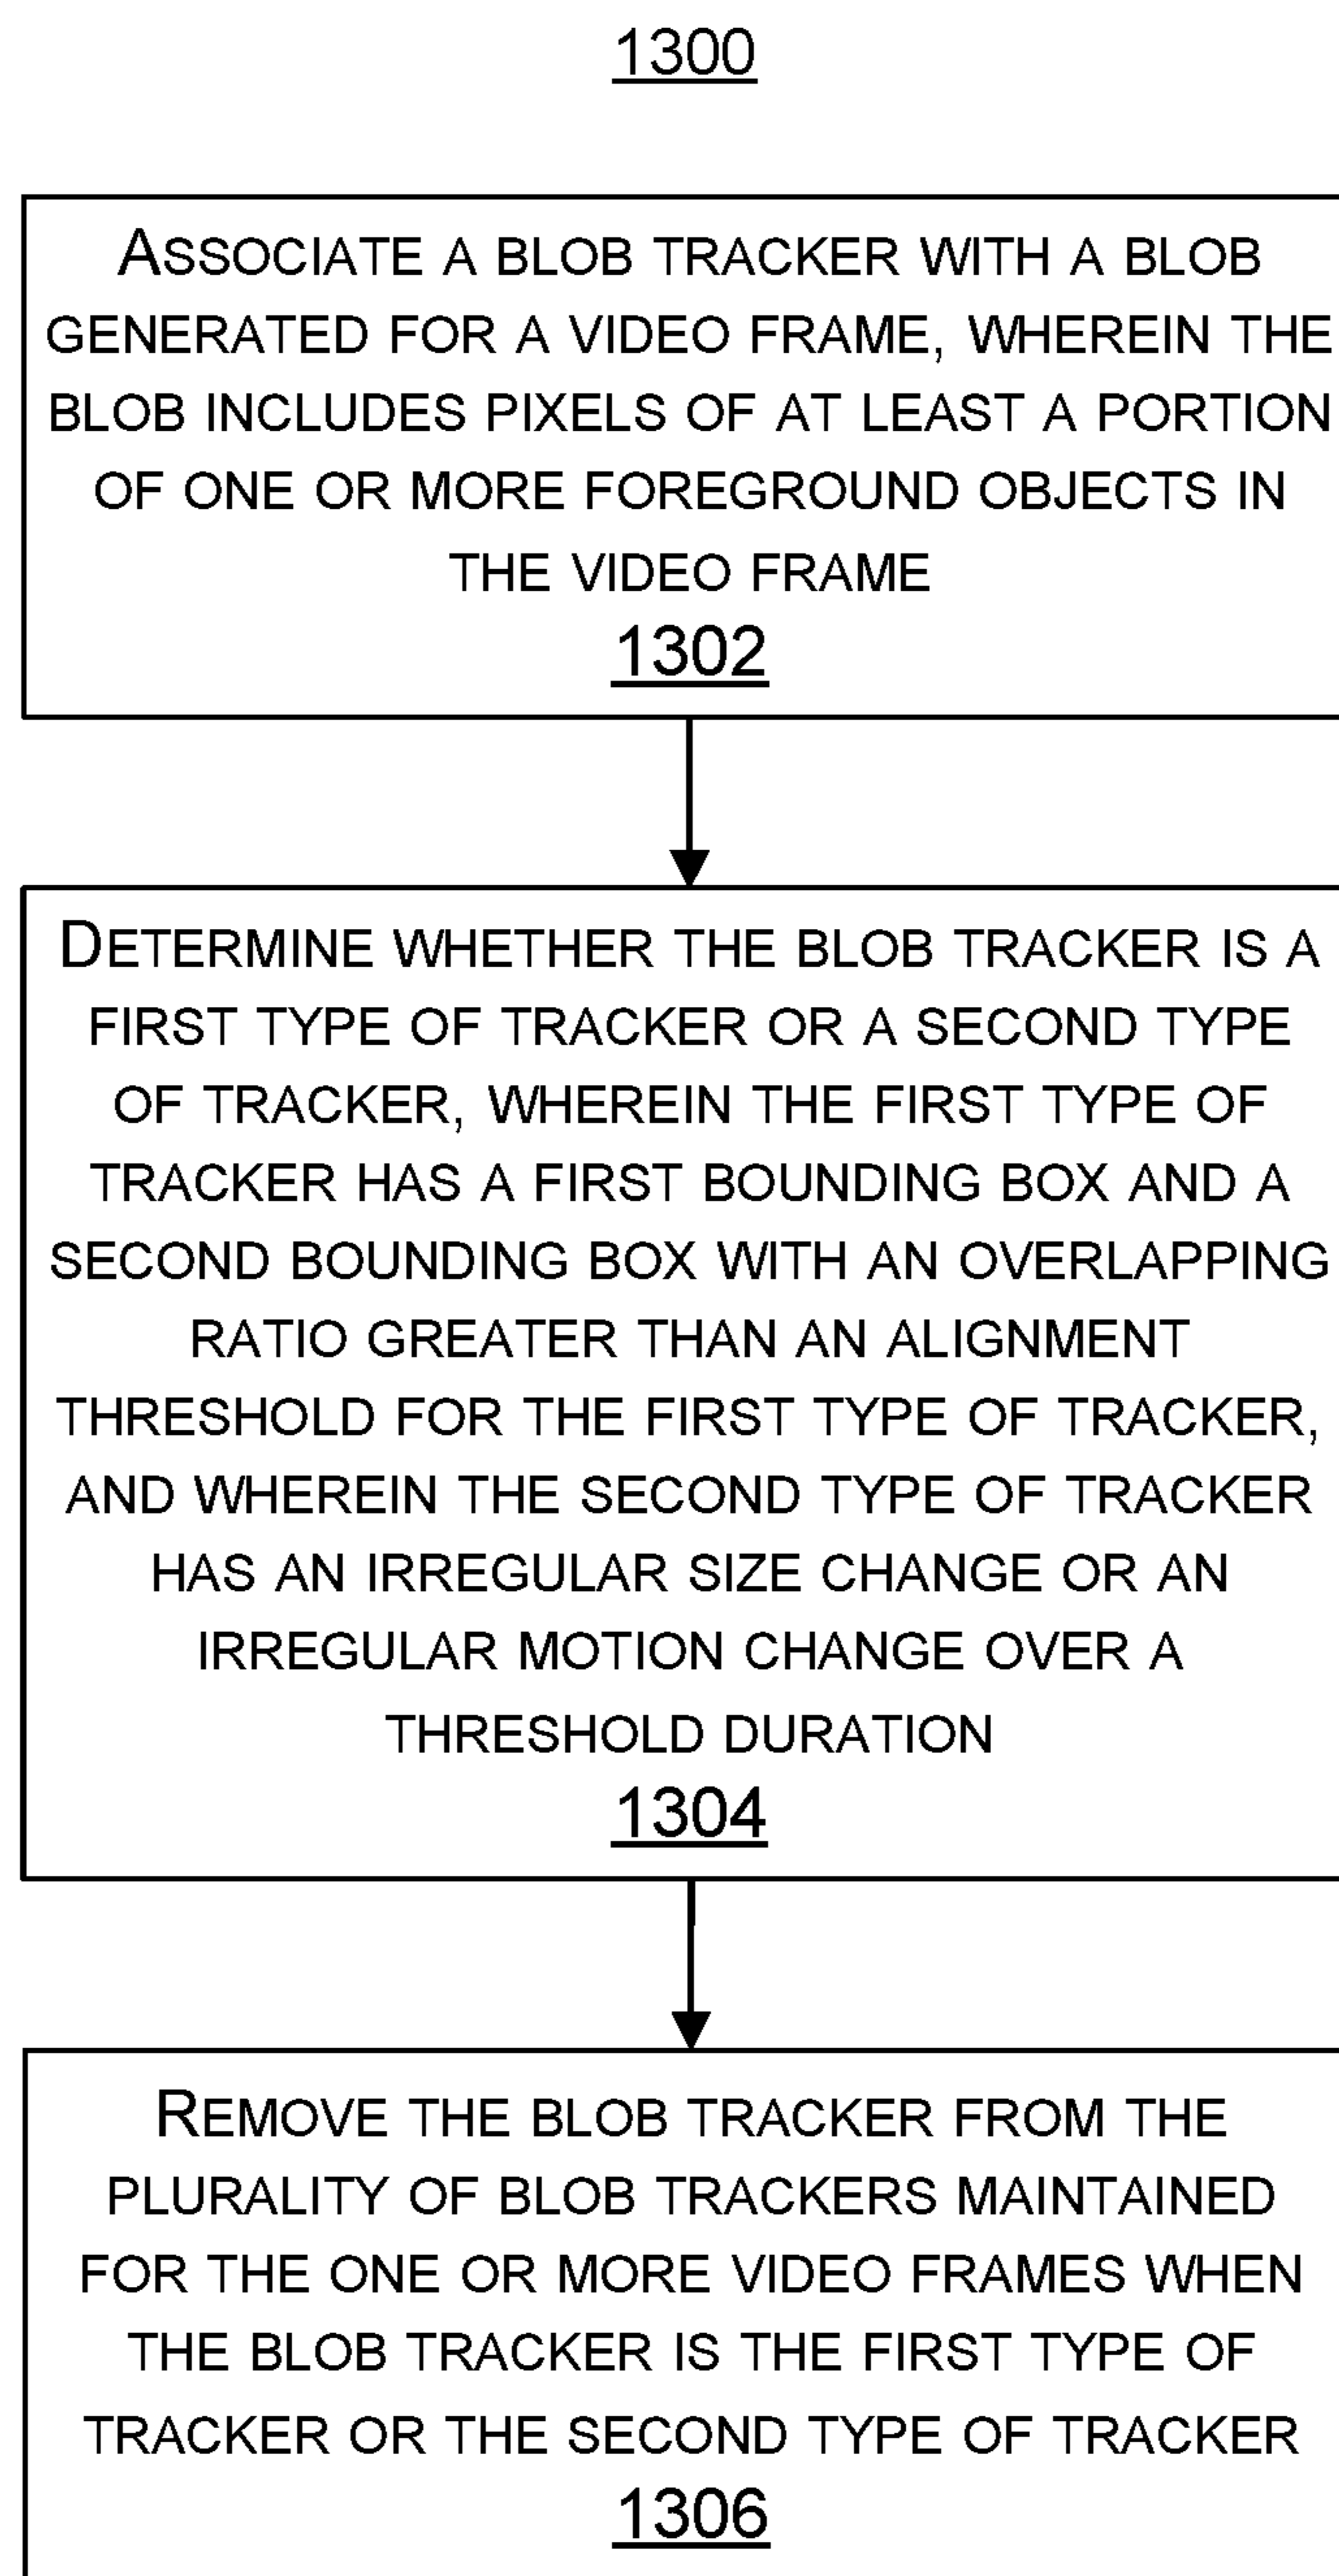 1300
ASSOCIATE A BLOB TRACKER WITH A BLOB
GENERATED FOR A VIDEO FRAME, WHEREIN THE
BLOB INCLUDES PIXELS OF AT LEAST A PORTION
OF ONE OR MORE FOREGROUND OBJECTS IN
THE VIDEO FRAME
1302
DETERMINE WHETHER THE BLOB TRACKER IS A
FIRST TYPE OF TRACKER OR A SECOND TYPE
OF TRACKER, WHEREIN THE FIRST TYPE OF
TRACKER HAS A FIRST BOUNDING BOX AND A
SECOND BOUNDING BOX WITH AN OVERLAPPING
RATIO GREATER THAN AN ALIGNMENT
THRESHOLD FOR THE FIRST TYPE OF TRACKER,
AND WHEREIN THE SECOND TYPE OF TRACKER
HAS AN IRREGULAR SIZE CHANGE OR AN
IRREGULAR MOTION CHANGE OVER A
THRESHOLD DURATION
1304
REMOVE THE BLOB TRACKER FROM THE
PLURALITY OF BLOB TRACKERS MAINTAINED
FOR THE ONE OR MORE VIDEO FRAMES WHEN
THE BLOB TRACKER IS THE FIRST TYPE OF
TRACKER OR THE SECOND TYPE OF TRACKER
1306